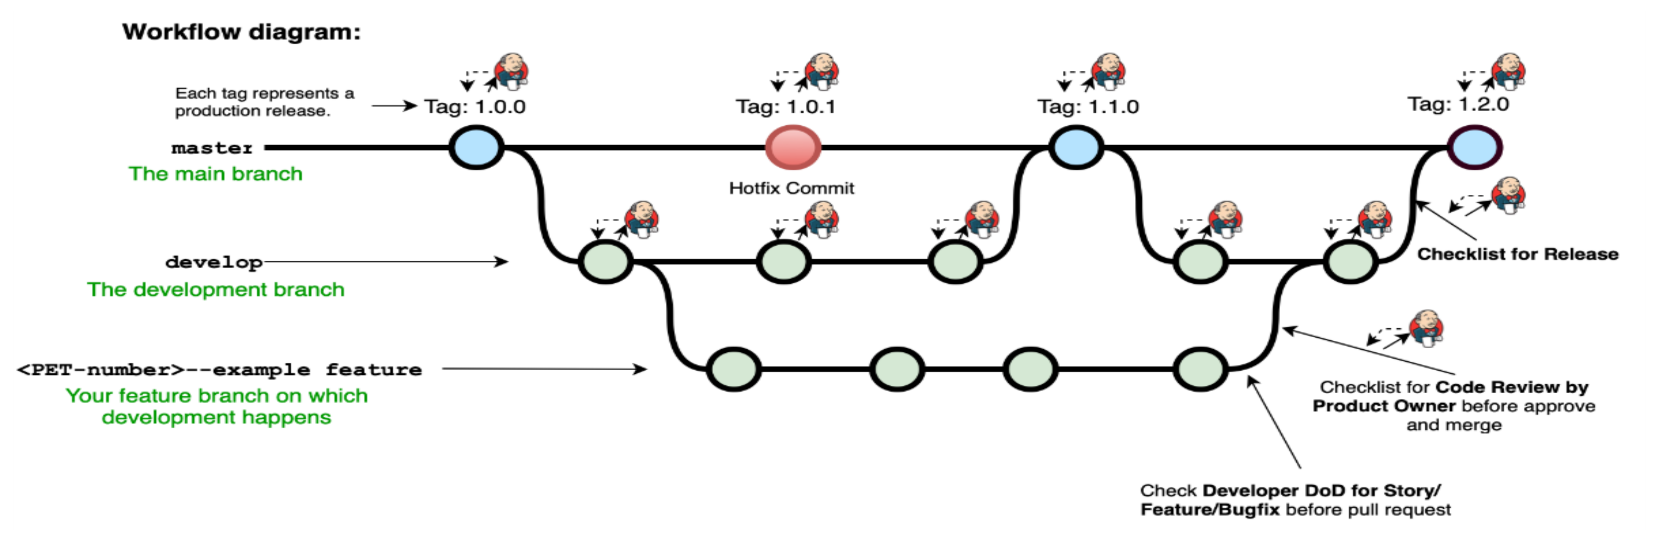 Workflow diagram:
Each tag represents a
production release.
Tag: 1.0.0
Tag: 1.0.1
Tag: 1.1.0
Tag: 1.2.0
master
The main branch
Hotfix Commit
develop
The development branch
Checklist for Release
<PET-number>--example feature
Your feature branch on which
development happens
Checklist for Code Review by
Product Owner before approve
and merge
Check Developer DoD for Story/
Feature/Bugfix before pull request